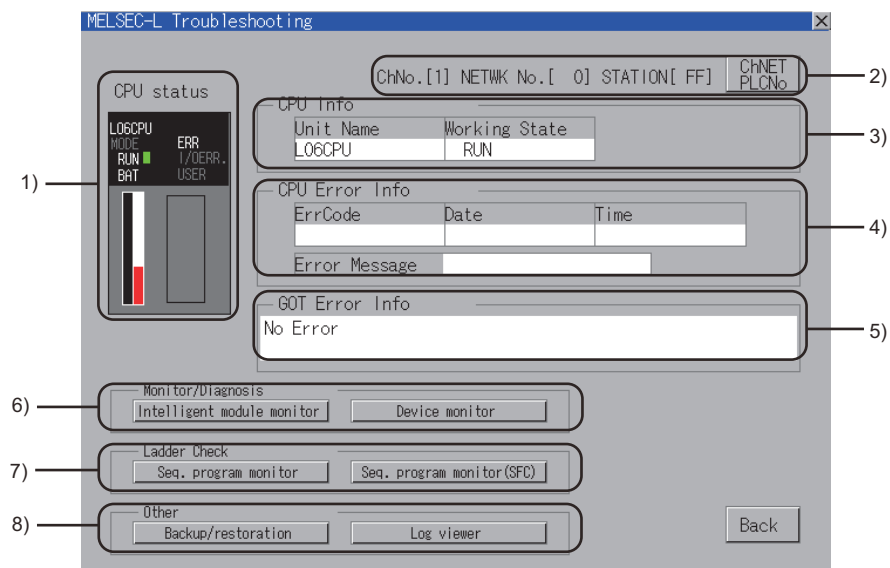 MELSEC-L Troubleshooting
ChNo.[1] NETWK No.[ 0] STATION[ FF]
ChNET
PLCNo
2)
CPU status
L06CPU
MODE
RUN
BAT
ERR
I/OERR.
USER
1)
CPU Info
Unit Name Working State
L06CPU RUN
3)
CPU Error Info
ErrCode Date Time
Error Message
4)
GOT Error Info
No Error
5)
6)
Monitor/Diagnosis
Intelligent module monitor Device monitor
7)
Ladder Check
Seq. program monitor Seq. program monitor(SFC)
8)
Other
Backup/restoration Log viewer
Back